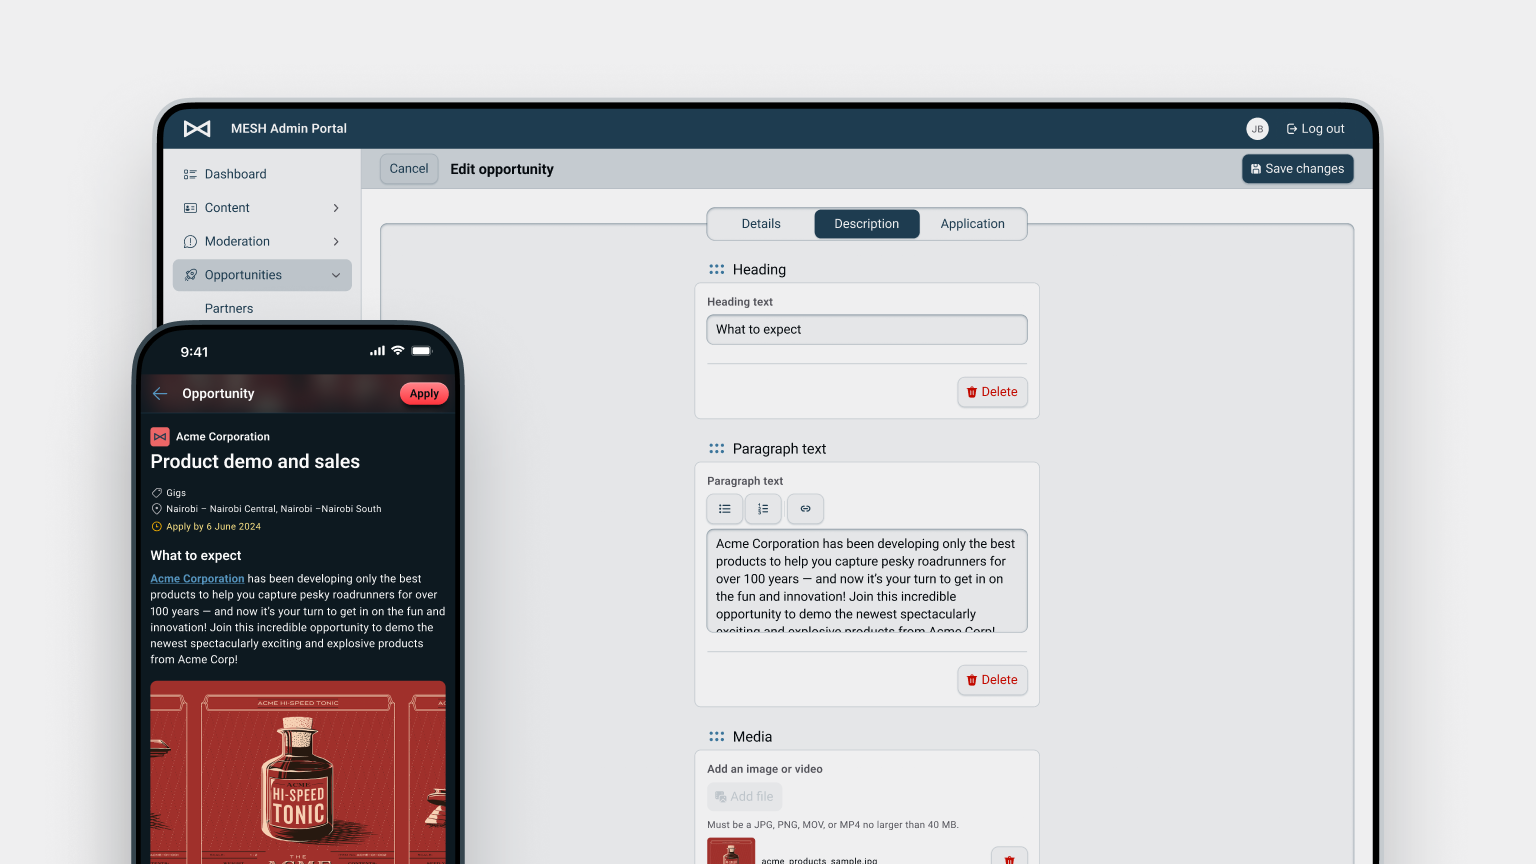 MESH Admin Portal
JB
Log out
Dashboard
Content
Moderation
Opportunities
Partners
Cancel
Edit opportunity
Save changes
Details
Description
Application
Heading
Heading text
What to expect
Delete
Paragraph text
Paragraph text
Acme Corporation has been developing only the best
products to help you capture pesky roadrunners for
over 100 years — and now it's your turn to get in on
the fun and innovation! Join this incredible
opportunity to demo the newest spectacularly
exciting and explosive products from Acme Corp!
Delete
Media
Add an image or video
Add file
Must be a JPG, PNG, MOV, or MP4 no larger than 40 MB.
acme_products_sample.jpg
9:41
Opportunity
Apply
Acme Corporation
Product demo and sales
Gigs
Nairobi – Nairobi Central, Nairobi –Nairobi South
Apply by 6 June 2024
What to expect
Acme Corporation has been developing only the best
products to help you capture pesky roadrunners for over
100 years — and now it's your turn to get in on the fun and
innovation! Join this incredible opportunity to demo the
newest spectacularly exciting and explosive products
from Acme Corp!
ACME HI-SPEED TONIC
ACME
HI-SPEED
TONIC
THE
ACME